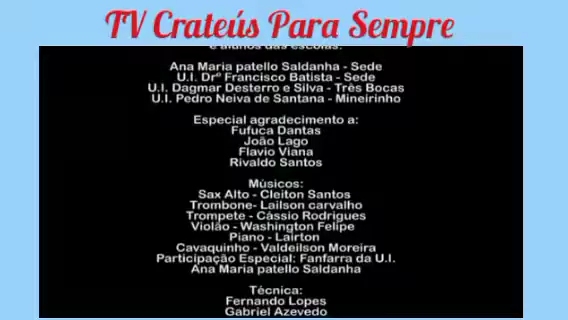 TV Crateús Para Sempre
e alunos das escolas:
Ana Maria patello Saldanha - Sede
U.I. Drº Francisco Batista - Sede
U.I. Dagmar Desterro e Silva - Três Bocas
U.I. Pedro Neiva de Santana - Mineirinho
Especial agradecimento a:
Fufuca Dantas
João Lago
Flavio Viana
Rivaldo Santos
Músicos:
Sax Alto - Cleiton Santos
Trombone- Lailson carvalho
Trompete - Cássio Rodrigues
Violão - Washington Felipe
Piano - Lairton
Cavaquinho - Valdeilson Moreira
Participação Especial: Fanfarra da U.I.
Ana Maria patello Saldanha
Técnica:
Fernando Lopes
Gabriel Azevedo